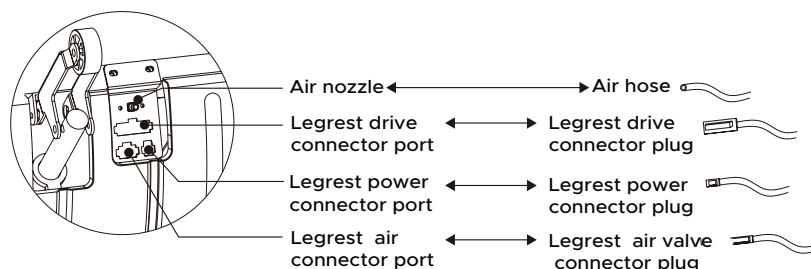 Air nozzle
Air hose
Legrest drive
connector port
Legrest drive
connector plug
Legrest power
connector port
Legrest power
connector plug
Legrest air
connector port
Legrest air valve
connector plug